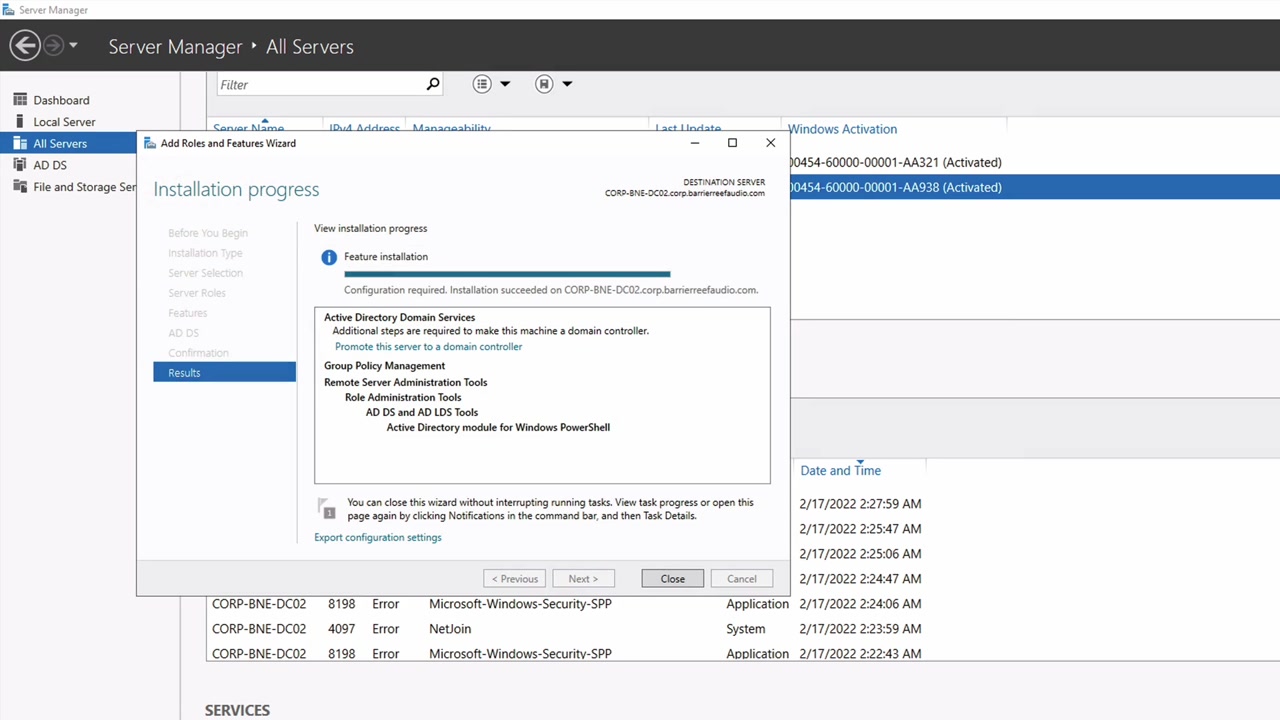 Server Manager
Server Manager ‣ All Servers
Filter
Dashboard
Local Server
All Servers
AD DS
File and Storage Ser
Server Name IPv4 Address Manageability Last Update Windows Activation
00454-60000-00001-AA321 (Activated)
00454-60000-00001-AA938 (Activated)
Add Roles and Features Wizard
Installation progress
DESTINATION SERVER
CORP-BNE-DC02.corp.barrierreefaudio.com
Before You Begin
Installation Type
Server Selection
Server Roles
Features
AD DS
Confirmation
Results
View installation progress
Feature installation
Configuration required. Installation succeeded on CORP-BNE-DC02.corp.barrierreefaudio.com.
Active Directory Domain Services
Additional steps are required to make this machine a domain controller.
Promote this server to a domain controller
Group Policy Management
Remote Server Administration Tools
Role Administration Tools
AD DS and AD LDS Tools
Active Directory module for Windows PowerShell
1
You can close this wizard without interrupting running tasks. View task progress or open this
page again by clicking Notifications in the command bar, and then Task Details.
Export configuration settings
< Previous Next > Close Cancel
Date and Time
2/17/2022 2:27:59 AM
2/17/2022 2:25:47 AM
2/17/2022 2:25:06 AM
2/17/2022 2:24:47 AM
CORP-BNE-DC02 8198 Error Microsoft-Windows-Security-SPP Application 2/17/2022 2:24:06 AM
CORP-BNE-DC02 4097 Error NetJoin System 2/17/2022 2:23:59 AM
CORP-BNE-DC02 8198 Error Microsoft-Windows-Security-SPP Application 2/17/2022 2:22:43 AM
SERVICES